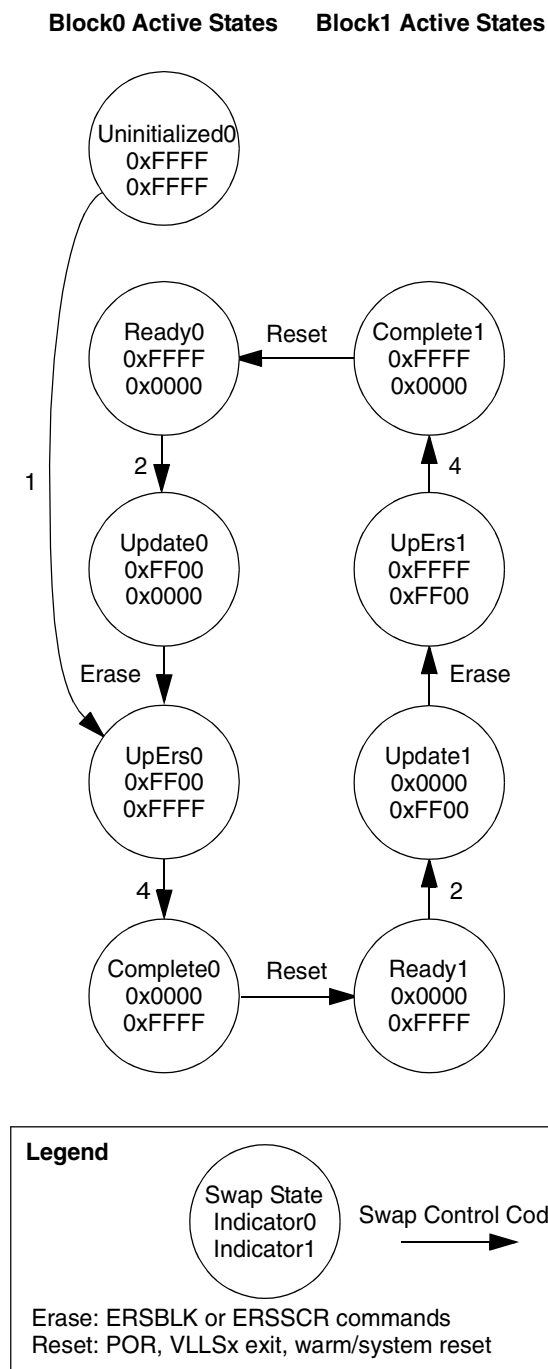 Block0 Active States Block1 Active States
Uninitialized0
0xFFFF
0xFFFF
Ready0
0xFFFF
0x0000
Reset
Complete1
0xFFFF
0x0000
1
2
4
Update0
0xFF00
0x0000
UpErs1
0xFFFF
0xFF00
Erase
Erase
UpErs0
0xFF00
0xFFFF
Update1
0x0000
0xFF00
4
2
Complete0
0x0000
0xFFFF
Reset
Ready1
0x0000
0xFFFF
Legend
Swap State
Indicator0
Indicator1
Swap Control Cod
Erase: ERSBLK or ERSSCR commands
Reset: POR, VLLSx exit, warm/system reset